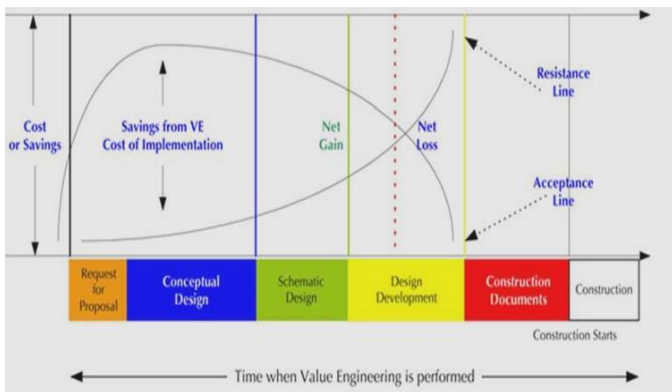 Cost
or Savings
Savings from VE
Cost of Implementation
Net
Gain
Net
Loss
Resistance
Line
Acceptance
Line
Request
for
Proposal
Conceptual
Design
Schematic
Design
Design
Development
Construction
Documents
Construction
Construction Starts
Time when Value Engineering is performed